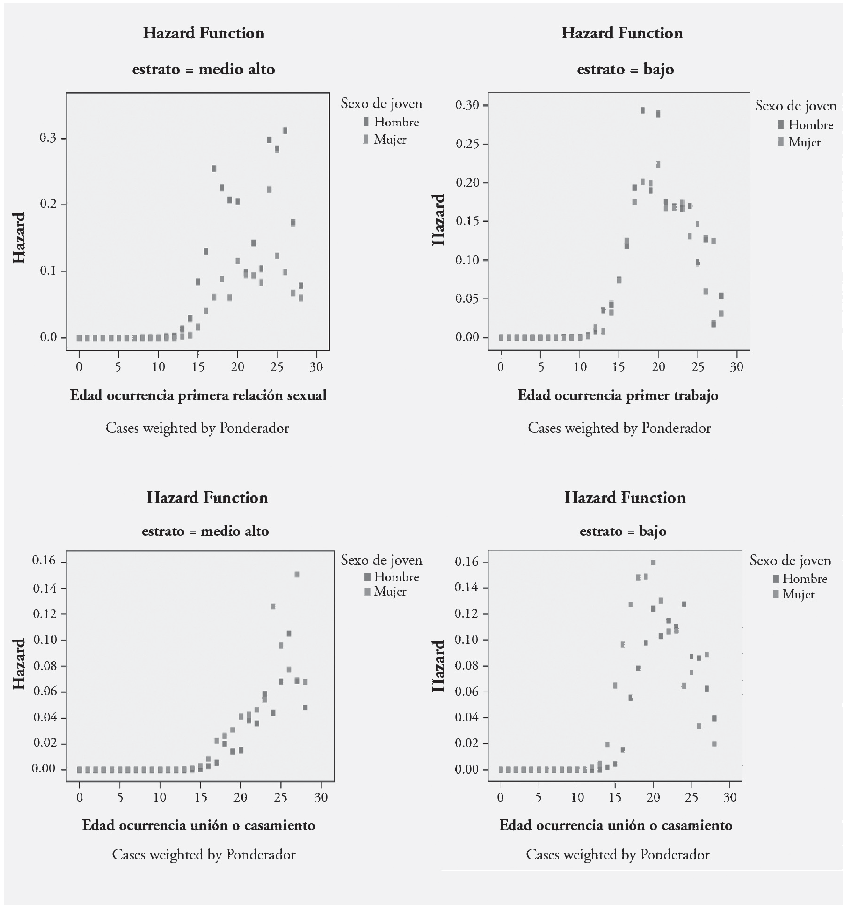 Hazard Function
estrato = medio alto
Sexo de joven
Hombre
Mujer
0.3
0.2
0.1
0.0
Hazard
0 5 10 15 20 25 30
Edad ocurrencia primera relación sexual
Cases weighted by Ponderador
Hazard Function
estrato = bajo
Sexo de joven
Hombre
Mujer
0.30
0.25
0.20
0.15
0.10
0.05
0.00
Hazard
0 5 10 15 20 25 30
Edad ocurrencia primer trabajo
Cases weighted by Ponderador
Hazard Function
estrato = medio alto
Sexo de joven
Hombre
Mujer
0.16
0.14
0.12
0.10
0.08
0.06
0.04
0.02
0.00
Hazard
0 5 10 15 20 25 30
Edad ocurrencia unión o casamiento
Cases weighted by Ponderador
Hazard Function
estrato = bajo
Sexo de joven
Hombre
Mujer
0.16
0.14
0.12
0.10
0.08
0.06
0.04
0.02
0.00
Hazard
0 5 10 15 20 25 30
Edad ocurrencia unión o casamiento
Cases weighted by Ponderador